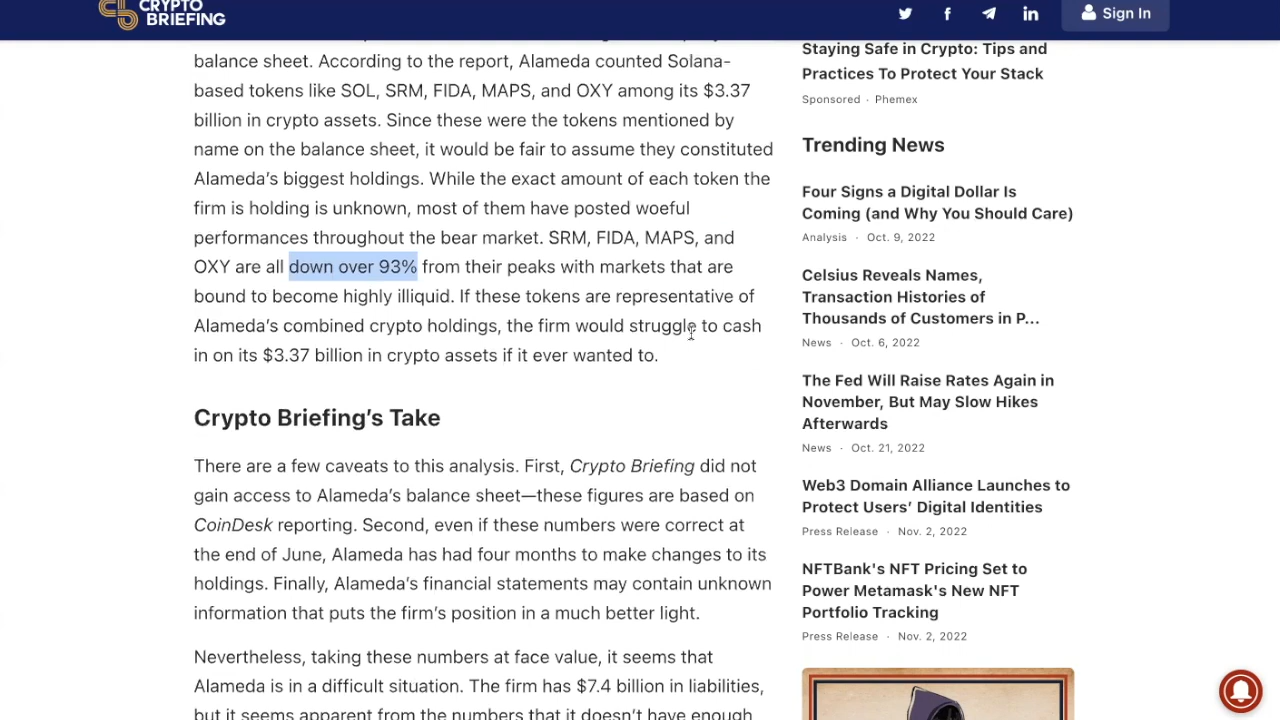 CRYPTO
BRIEFING
Sign In
balance sheet. According to the report, Alameda counted Solana-
based tokens like SOL, SRM, FIDA, MAPS, and OXY among its $3.37
billion in crypto assets. Since these were the tokens mentioned by
name on the balance sheet, it would be fair to assume they constituted
Alameda’s biggest holdings. While the exact amount of each token the
firm is holding is unknown, most of them have posted woeful
performances throughout the bear market. SRM, FIDA, MAPS, and
OXY are all down over 93% from their peaks with markets that are
bound to become highly illiquid. If these tokens are representative of
Alameda’s combined crypto holdings, the firm would struggle to cash
in on its $3.37 billion in crypto assets if it ever wanted to.
Crypto Briefing’s Take
There are a few caveats to this analysis. First, Crypto Briefing did not
gain access to Alameda’s balance sheet—these figures are based on
CoinDesk reporting. Second, even if these numbers were correct at
the end of June, Alameda has had four months to make changes to its
holdings. Finally, Alameda’s financial statements may contain unknown
information that puts the firm’s position in a much better light.
Nevertheless, taking these numbers at face value, it seems that
Alameda is in a difficult situation. The firm has $7.4 billion in liabilities,
but it seems apparent from the numbers that it doesn’t have enough
Staying Safe in Crypto: Tips and
Practices To Protect Your Stack
Sponsored · Phemex
Trending News
Four Signs a Digital Dollar Is
Coming (and Why You Should Care)
Analysis · Oct. 9, 2022
Celsius Reveals Names,
Transaction Histories of
Thousands of Customers in P...
News · Oct. 6, 2022
The Fed Will Raise Rates Again in
November, But May Slow Hikes
Afterwards
News · Oct. 21, 2022
Web3 Domain Alliance Launches to
Protect Users’ Digital Identities
Press Release · Nov. 2, 2022
NFTBank's NFT Pricing Set to
Power Metamask's New NFT
Portfolio Tracking
Press Release · Nov. 2, 2022